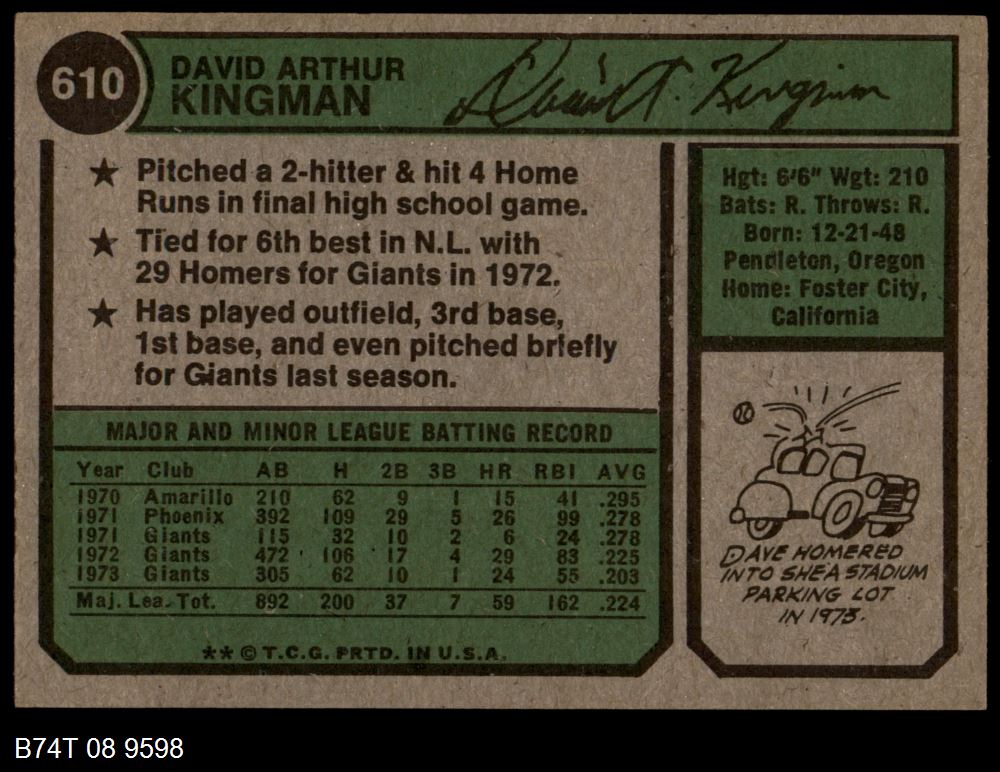 610
DAVID ARTHUR
KINGMAN
David A. Kingman
★ Pitched a 2-hitter & hit 4 Home
Runs in final high school game.
★ Tied for 6th best in N.L. with
29 Homers for Giants in 1972.
★ Has played outfield, 3rd base,
1st base, and even pitched briefly
for Giants last season.
Hgt: 6'6" Wgt: 210
Bats: R. Throws: R.
Born: 12-21-48
Pendleton, Oregon
Home: Foster City,
California
MAJOR AND MINOR LEAGUE BATTING RECORD
Year Club AB H 2B 3B HR RBI AVG
1970 Amarillo 210 62 9 1 15 41 .295
1971 Phoenix 392 109 29 5 26 99 .278
1971 Giants 115 32 10 2 6 24 .278
1972 Giants 472 106 17 4 29 83 .225
1973 Giants 305 62 10 1 24 55 .203
Maj. Lea. Tot. 892 200 37 7 59 162 .224
** © T.C.G. PRTD. IN U.S.A.
DAVE HOMERED
INTO SHEA STADIUM
PARKING LOT
IN 1973.
B74T 08 9598